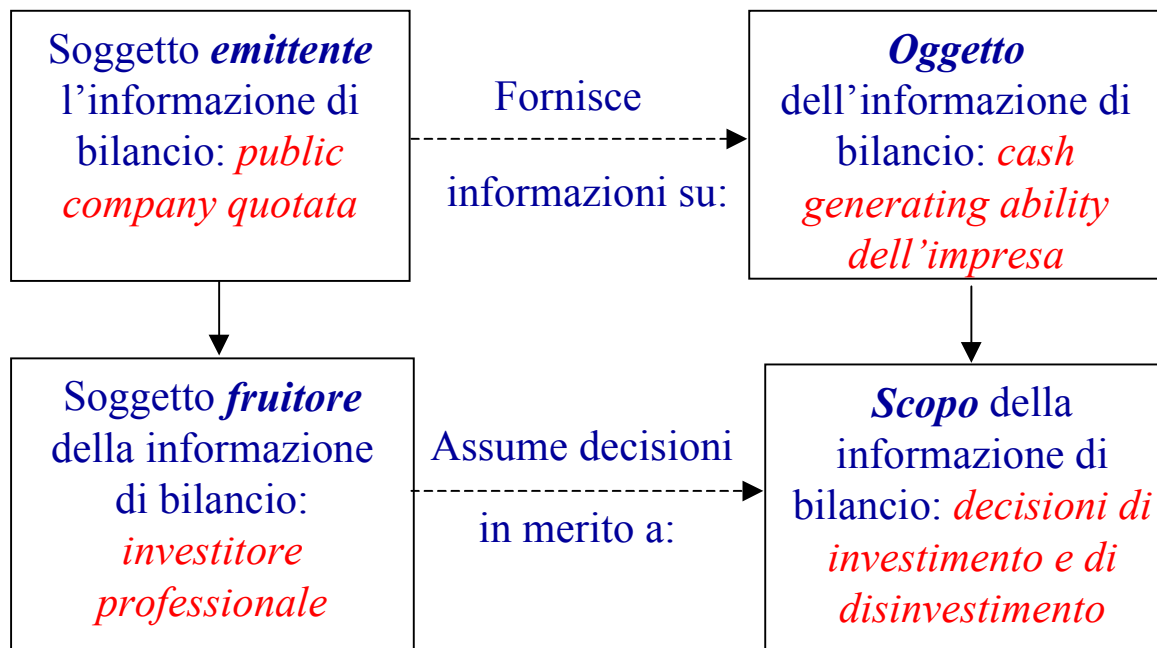 Soggetto emittente
l’informazione di
bilancio: public
company quotata
Fornisce
informazioni su:
Oggetto
dell’informazione di
bilancio: cash
generating ability
dell’impresa
Soggetto fruitore
della informazione
di bilancio:
investitore
professionale
Assume decisioni
in merito a:
Scopo della
informazione di
bilancio: decisioni di
investimento e di
disinvestimento